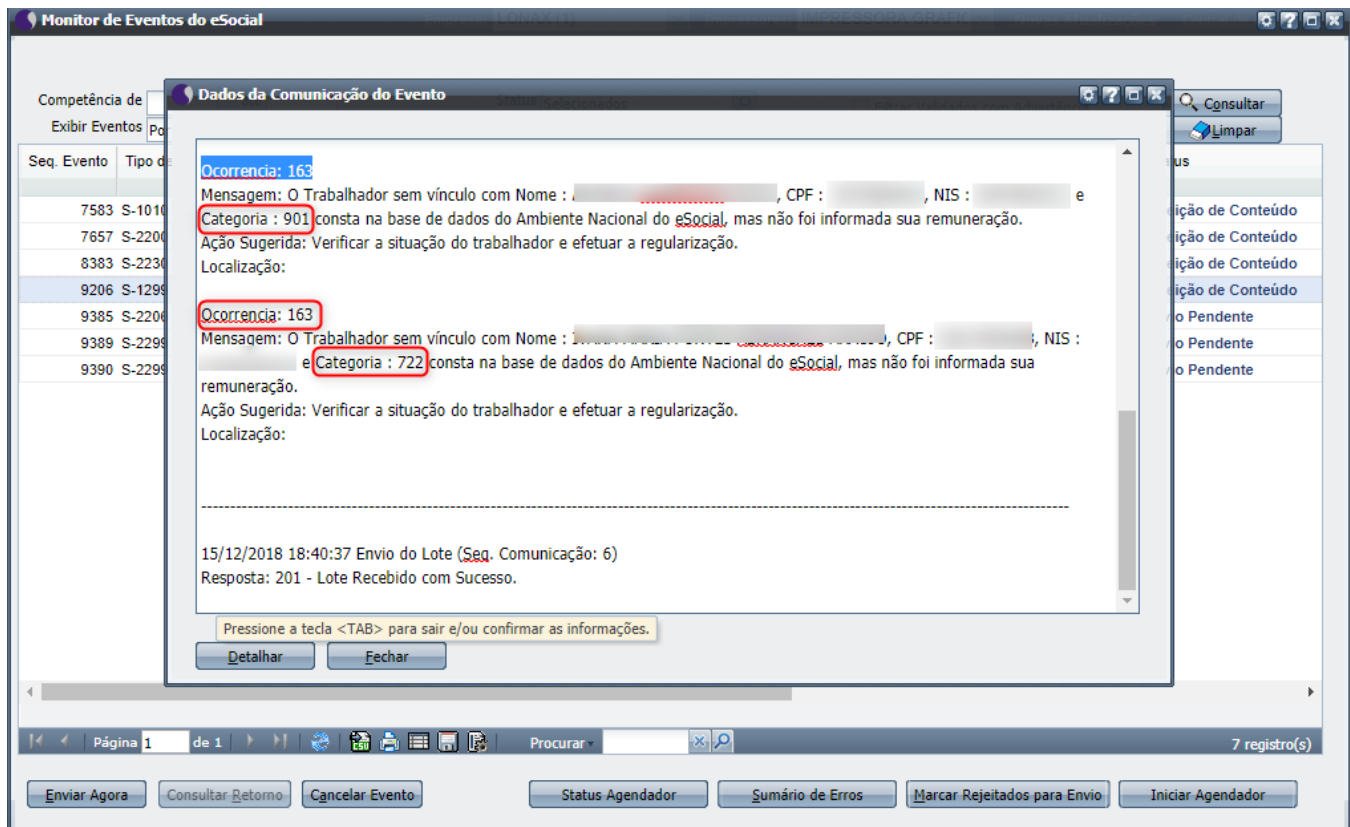 Monitor de Eventos do eSocial
LONAX (1) IMPRESSORA GRAFIC
Competência de
Exibir Eventos Po
Consultar
Limpar
Dados da Comunicação do Evento
Seq. Evento Tipo de us
7583 S-1010 ição de Conteúdo
7657 S-2200 ição de Conteúdo
8383 S-2230 ição de Conteúdo
9206 S-1299 ição de Conteúdo
9385 S-2206 o Pendente
9389 S-2299 o Pendente
9390 S-2299 o Pendente
Ocorrencia: 163
Mensagem: O Trabalhador sem vínculo com Nome : , CPF : , NIS : e
Categoria : 901 consta na base de dados do Ambiente Nacional do eSocial, mas não foi informada sua remuneração.
Ação Sugerida: Verificar a situação do trabalhador e efetuar a regularização.
Localização:
Ocorrencia: 163
Mensagem: O Trabalhador sem vínculo com Nome : , CPF : , NIS :
e Categoria : 722 consta na base de dados do Ambiente Nacional do eSocial, mas não foi informada sua
remuneração.
Ação Sugerida: Verificar a situação do trabalhador e efetuar a regularização.
Localização:
--------------------------------------------------------------------------------
15/12/2018 18:40:37 Envio do Lote (Seq. Comunicação: 6)
Resposta: 201 - Lote Recebido com Sucesso.
Pressione a tecla <TAB> para sair e/ou confirmar as informações.
Detalhar Fechar
Página 1 de 1 Procurar 7 registro(s)
Enviar Agora Consultar Retorno Cancelar Evento Status Agendador Sumário de Erros Marcar Rejeitados para Envio Iniciar Agendador